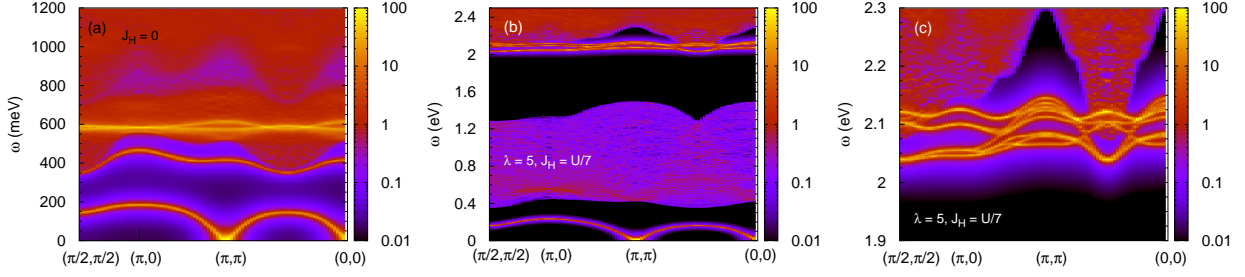 (a)
J_H = 0
ω (meV)
1200
1000
800
600
400
200
0
(π/2,π/2) (π,0) (π,π) (0,0)
100
10
1
0.1
0.01
(b)
λ = 5, J_H = U/7
ω (eV)
2.4
2
1.6
1.2
0.8
0.4
0
(π/2,π/2) (π,0) (π,π) (0,0)
100
10
1
0.1
0.01
(c)
λ = 5, J_H = U/7
ω (eV)
2.3
2.2
2.1
2
1.9
(π/2,π/2) (π,0) (π,π) (0,0)
100
10
1
0.1
0.01